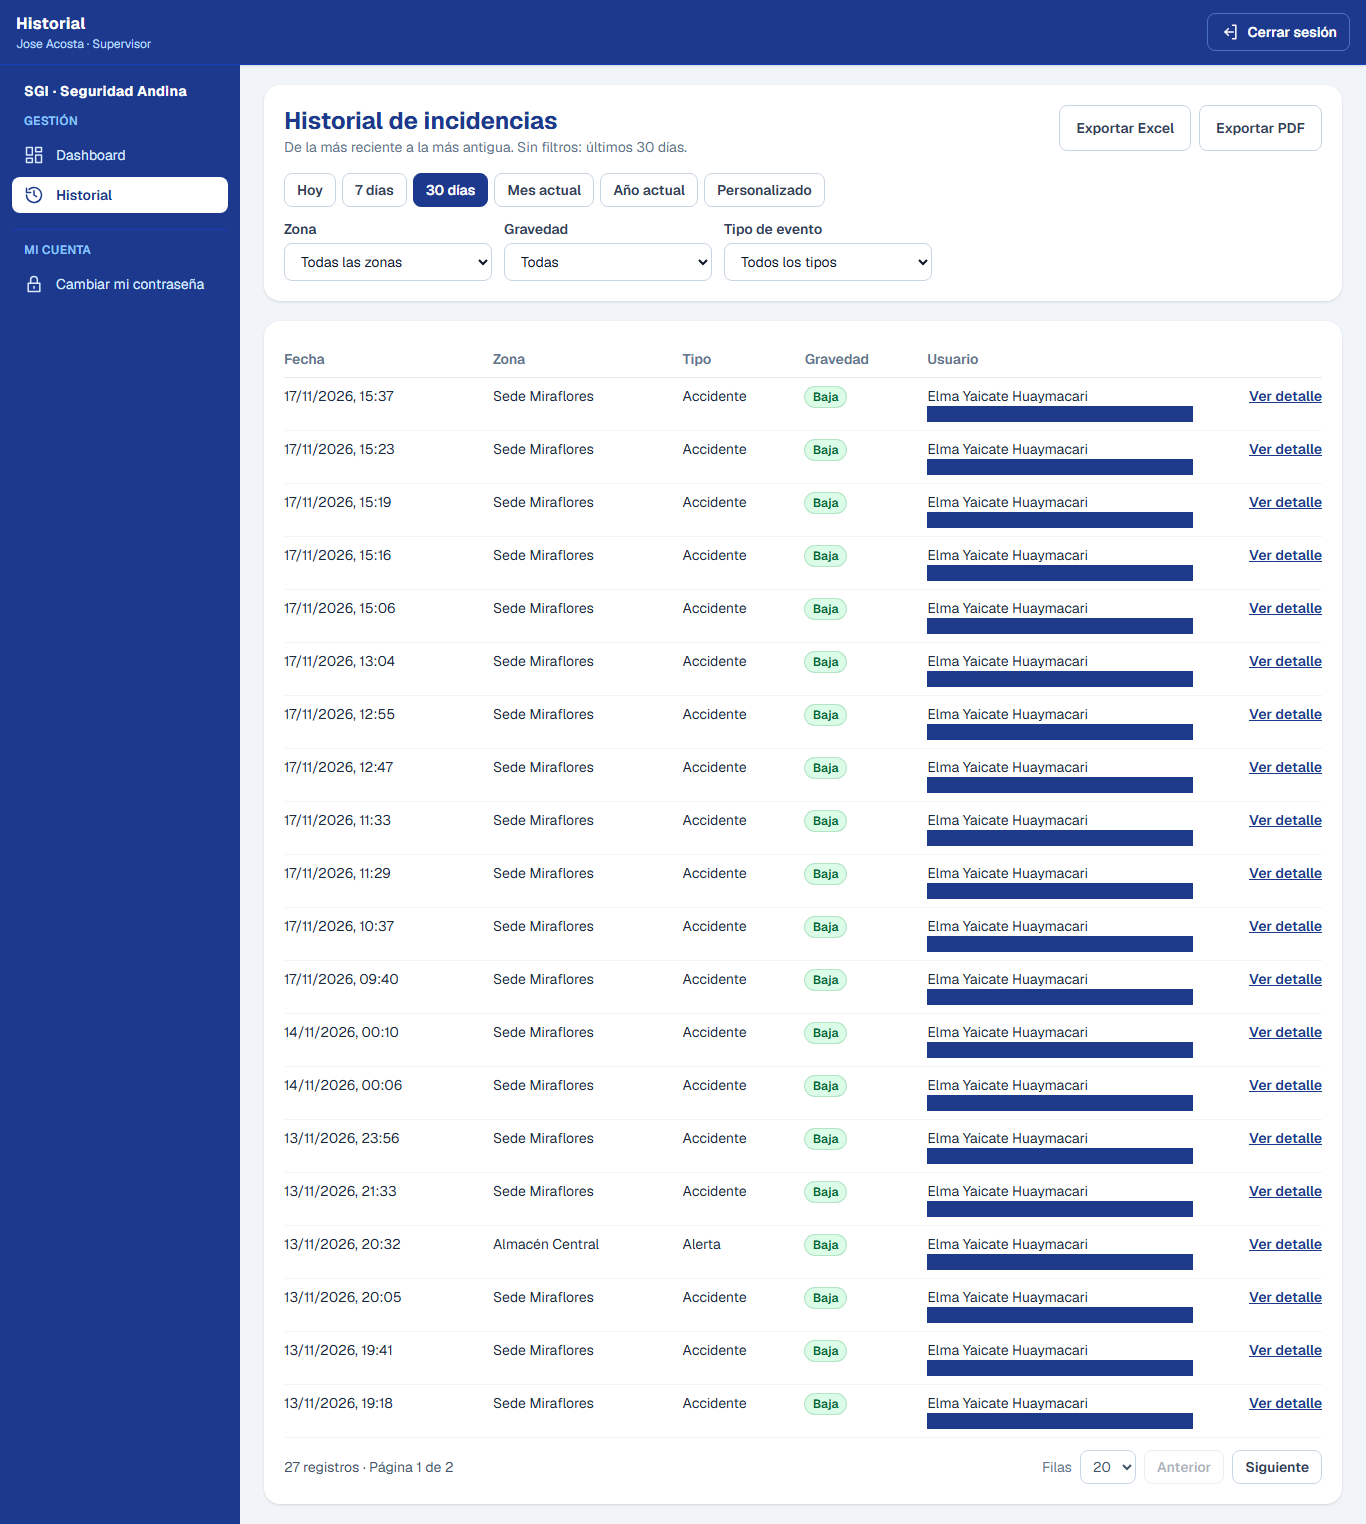 Historial
Jose Acosta · Supervisor
Cerrar sesión
SGI · Seguridad Andina
GESTIÓN
Dashboard
Historial
MI CUENTA
Cambiar mi contraseña
Historial de incidencias
De la más reciente a la más antigua. Sin filtros: últimos 30 días.
Exportar Excel Exportar PDF
Hoy 7 días 30 días Mes actual Año actual Personalizado
Zona Gravedad Tipo de evento
Todas las zonas Todas Todos los tipos
Fecha Zona Tipo Gravedad Usuario
17/11/2026, 15:37 Sede Miraflores Accidente Baja Elma Yaicate Huaymacari Ver detalle
17/11/2026, 15:23 Sede Miraflores Accidente Baja Elma Yaicate Huaymacari Ver detalle
17/11/2026, 15:19 Sede Miraflores Accidente Baja Elma Yaicate Huaymacari Ver detalle
17/11/2026, 15:16 Sede Miraflores Accidente Baja Elma Yaicate Huaymacari Ver detalle
17/11/2026, 15:06 Sede Miraflores Accidente Baja Elma Yaicate Huaymacari Ver detalle
17/11/2026, 13:04 Sede Miraflores Accidente Baja Elma Yaicate Huaymacari Ver detalle
17/11/2026, 12:55 Sede Miraflores Accidente Baja Elma Yaicate Huaymacari Ver detalle
17/11/2026, 12:47 Sede Miraflores Accidente Baja Elma Yaicate Huaymacari Ver detalle
17/11/2026, 11:33 Sede Miraflores Accidente Baja Elma Yaicate Huaymacari Ver detalle
17/11/2026, 11:29 Sede Miraflores Accidente Baja Elma Yaicate Huaymacari Ver detalle
17/11/2026, 10:37 Sede Miraflores Accidente Baja Elma Yaicate Huaymacari Ver detalle
17/11/2026, 09:40 Sede Miraflores Accidente Baja Elma Yaicate Huaymacari Ver detalle
14/11/2026, 00:10 Sede Miraflores Accidente Baja Elma Yaicate Huaymacari Ver detalle
14/11/2026, 00:06 Sede Miraflores Accidente Baja Elma Yaicate Huaymacari Ver detalle
13/11/2026, 23:56 Sede Miraflores Accidente Baja Elma Yaicate Huaymacari Ver detalle
13/11/2026, 21:33 Sede Miraflores Accidente Baja Elma Yaicate Huaymacari Ver detalle
13/11/2026, 20:32 Almacén Central Alerta Baja Elma Yaicate Huaymacari Ver detalle
13/11/2026, 20:05 Sede Miraflores Accidente Baja Elma Yaicate Huaymacari Ver detalle
13/11/2026, 19:41 Sede Miraflores Accidente Baja Elma Yaicate Huaymacari Ver detalle
13/11/2026, 19:18 Sede Miraflores Accidente Baja Elma Yaicate Huaymacari Ver detalle
27 registros · Página 1 de 2 Filas 20 Anterior Siguiente